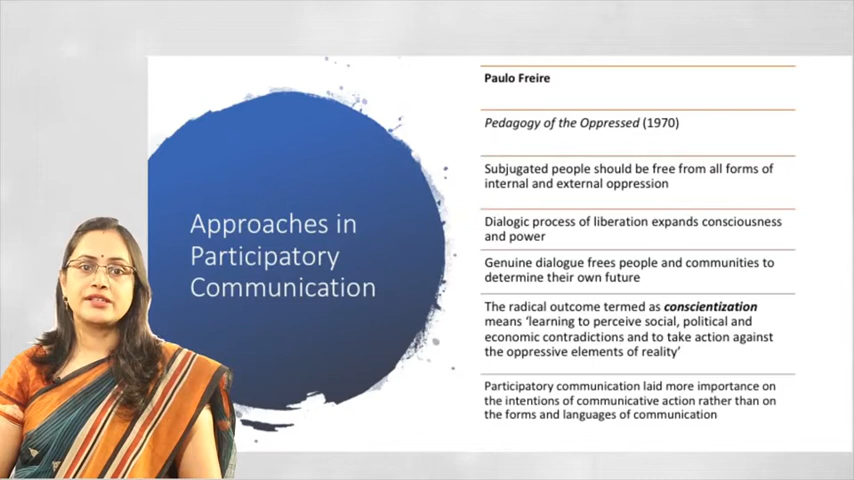 Approaches in
Participatory
Communication
Paulo Freire
Pedagogy of the Oppressed (1970)
Subjugated people should be free from all forms of
internal and external oppression
Dialogic process of liberation expands consciousness
and power
Genuine dialogue frees people and communities to
determine their own future
The radical outcome termed as conscientization
means ‘learning to perceive social, political and
economic contradictions and to take action against
the oppressive elements of reality’
Participatory communication laid more importance on
the intentions of communicative action rather than on
the forms and languages of communication